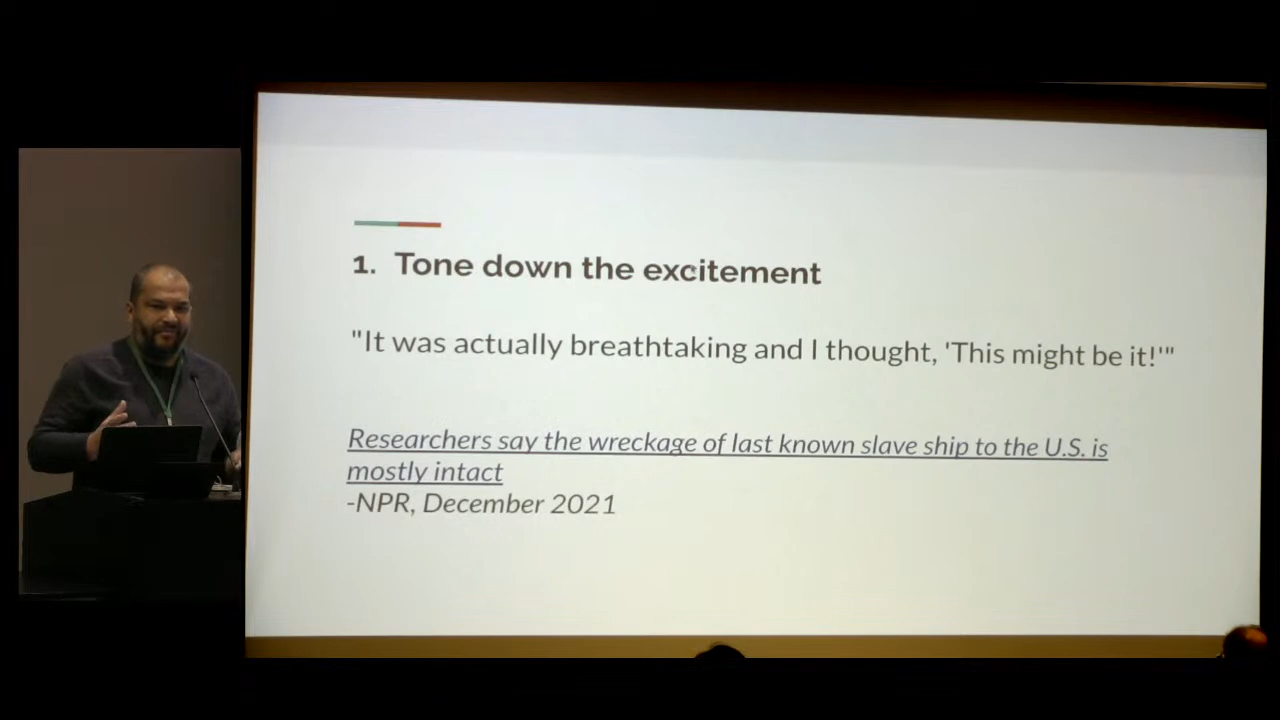 1. Tone down the excitement
"It was actually breathtaking and I thought, 'This might be it!'"
Researchers say the wreckage of last known slave ship to the U.S. is
mostly intact
-NPR, December 2021